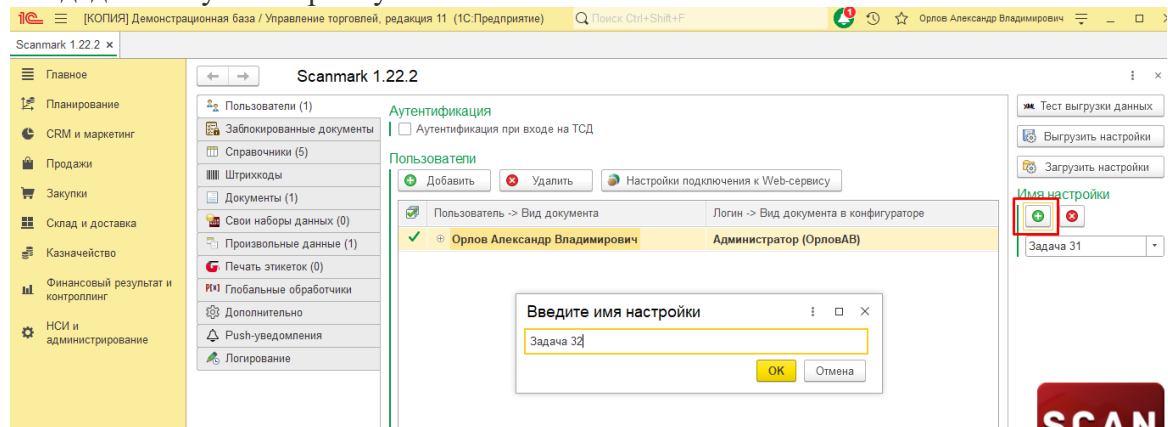 1С [КОПИЯ] Демонстрационная база / Управление торговлей, редакция 11 (1С:Предприятие) Поиск Ctrl+Shift+F 9 Орлов Александр Владимирович
Scanmark 1.22.2 ×
Главное
Планирование
CRM и маркетинг
Продажи
Закупки
Склад и доставка
Казначейство
Финансовый результат и
контроллинг
НСИ и
администрирование
Scanmark 1.22.2
Пользователи (1)
Заблокированные документы
Справочники (5)
Штрихкоды
Документы (1)
Свои наборы данных (0)
Произвольные данные (1)
Печать этикеток (0)
Глобальные обработчики
Дополнительно
Push-уведомления
Логирование
Аутентификация
Аутентификация при входе на ТСД
Пользователи
Добавить Удалить Настройки подключения к Web-сервису
Пользователь -> Вид документа Логин -> Вид документа в конфигураторе
Орлов Александр Владимирович Администратор (ОрловАВ)
Введите имя настройки
Задача 32
ОК Отмена
XML Тест выгрузки данных
Выгрузить настройки
Загрузить настройки
Имя настройки
Задача 31
SCAN